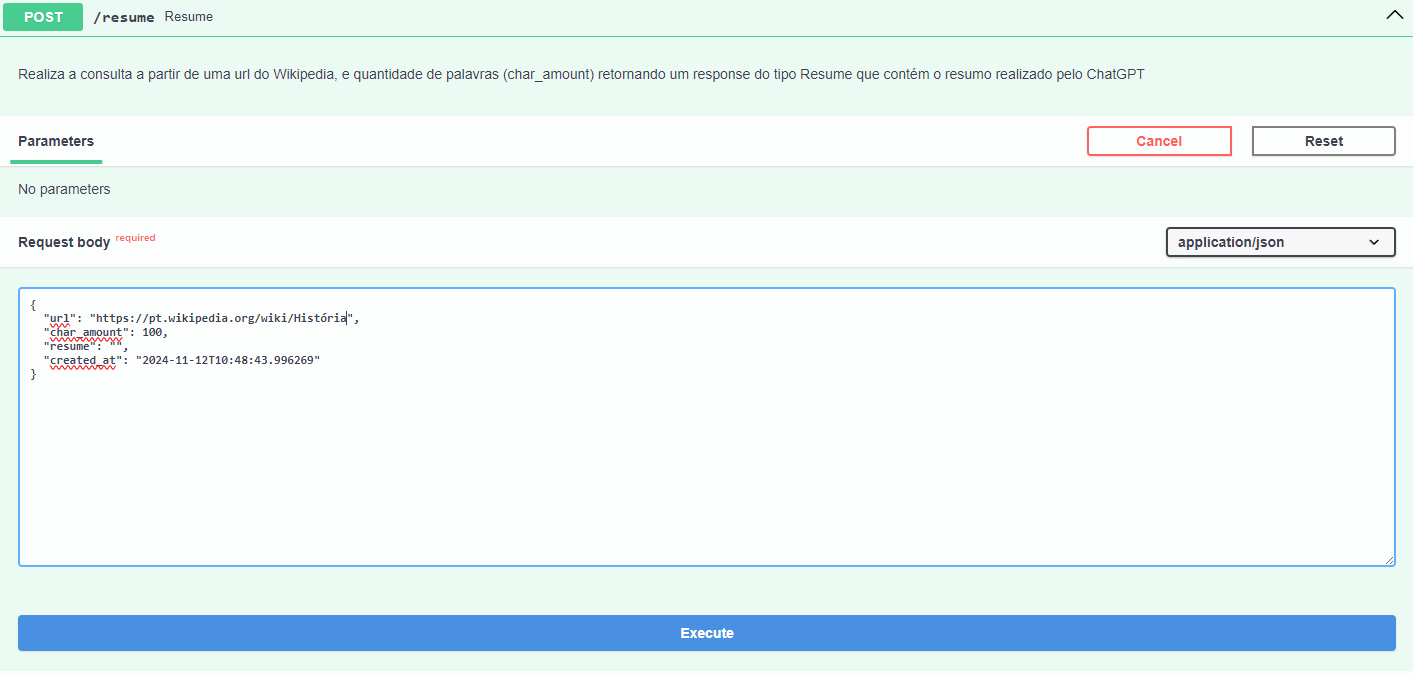 POST /resume Resume
Realiza a consulta a partir de uma url do Wikipedia, e quantidade de palavras (char_amount) retornando um response do tipo Resume que contém o resumo realizado pelo ChatGPT
Parameters Cancel Reset
No parameters
Request body required application/json
{
  "url": "https://pt.wikipedia.org/wiki/História",
  "char_amount": 100,
  "resume": "",
  "created_at": "2024-11-12T10:48:43.996269"
}
Execute